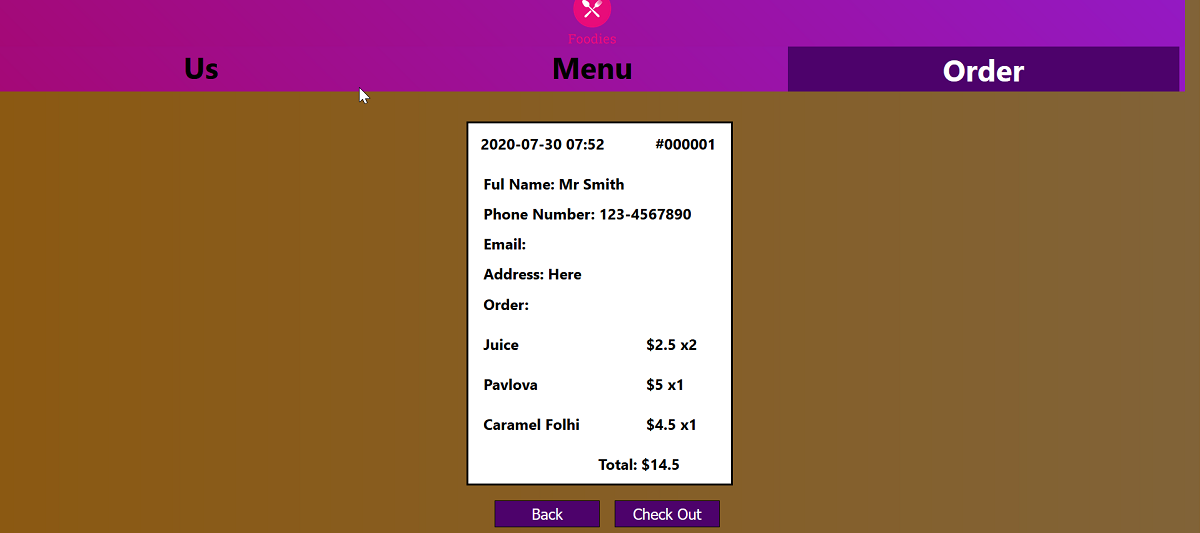 Foodies
Us Menu Order
2020-07-30 07:52 #000001
Ful Name: Mr Smith
Phone Number: 123-4567890
Email:
Address: Here
Order:
Juice $2.5 x2
Pavlova $5 x1
Caramel Folhi $4.5 x1
Total: $14.5
Back Check Out